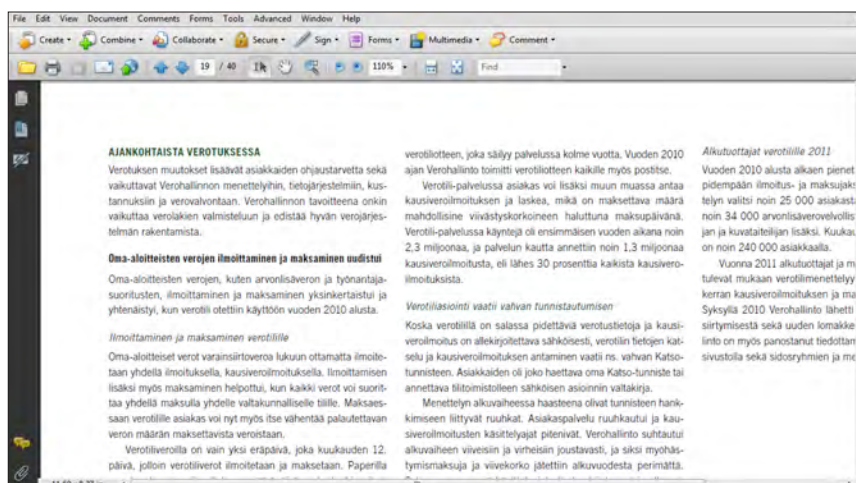 File Edit View Document Comments Forms Tools Advanced Window Help
Create Combine Collaborate Secure Sign Forms Multimedia Comment
19 / 40 110% Find
AJANKOHTAISTA VEROTUKSESSA
Verotuksen muutokset lisäävät asiakkaiden ohjaustarvetta sekä
vaikuttavat Verohallinnon menettelyihin, tietojärjestelmiin, kus-
tannuksiin ja verovalvontaan. Verohallinnon tavoitteena onkin
vaikuttaa verolakien valmisteluun ja edistää hyvän verojärjes-
telmän rakentamista.
Oma-aloitteisten verojen ilmoittaminen ja maksaminen uudistui
Oma-aloitteisten verojen, kuten arvonlisäveron ja työnantaja-
suoritusten, ilmoittaminen ja maksaminen yksinkertaistui ja
yhtenäistyi, kun verotili otettiin käyttöön vuoden 2010 alusta.
Ilmoittaminen ja maksaminen verotilille
Oma-aloitteiset verot varainsiirtoveroa lukuun ottamatta ilmoite-
taan yhdellä ilmoituksella, kausiveroilmoituksella. Ilmoittamisen
lisäksi myös maksaminen helpottui, kun kaikki verot voi suorit-
taa yhdellä maksulla yhdelle valtakunnalliselle tilille. Maksaes-
saan verotilille asiakas voi nyt myös itse vähentää palautettavan
veron määrän maksettavista veroistaan.
Verotiliveroilla on vain yksi eräpäivä, joka kuukauden 12.
päivä, jolloin verotiliverot ilmoitetaan ja maksetaan. Paperilla
verotiliotteen, joka säilyy palvelussa kolme vuotta. Vuoden 2010
ajan Verohallinto toimitti verotiliotteen kaikille myös postitse.
Verotili-palvelussa asiakas voi lisäksi muun muassa antaa
kausiveroilmoituksen ja laskea, mikä on maksettava määrä
mahdollisine viivästyskorkoineen haluttuna maksupäivänä.
Verotili-palvelussa käyntejä oli ensimmäisen vuoden aikana noin
2,3 miljoonaa, ja palvelun kautta annettiin noin 1,3 miljoonaa
kausiveroilmoitusta, eli lähes 30 prosenttia kaikista kausivero-
ilmoituksista.
Verotiliasiointi vaatii vahvan tunnistautumisen
Koska verotilillä on salassa pidettävää verotustietoja ja kausi-
veroilmoitus on allekirjoitettava sähköisesti, verotilin tietojen kat-
selu ja kausiveroilmoituksen antaminen vaatii ns. vahvan Katso-
tunnisteen. Asiakkaiden oli joko haettava oma Katso-tunniste tai
annettava tilitoimistolleen sähköisen asioinnin valtakirja.
Menettelyn alkuvaiheessa haasteena olivat tunnisteen hank-
kimiseen liittyvät ruuhkat. Asiakaspalvelu ruuhkautui ja kau-
siveroilmoitusten käsittelyajat pitenivät. Verohallinto suhtautui
alkuvaiheen viiveisiin ja virheisiin joustavasti, ja siksi myöhäs-
tymismaksuja ja viivekorko jätettiin alkuvuodesta perimättä.
Alkutuottajat verotilille 2011
Vuoden 2010 alusta alkaen pienet
pidempään ilmoitus- ja maksujaks
telyn valitsi noin 25 000 asiakasta
noin 34 000 arvonlisäverovelvollis
jan ja kuvataiteilijan lisäksi. Kuukau
on noin 240 000 asiakkaalla.
Vuonna 2011 alkutuottajat ja m
tulevat mukaan verotilimenettelyy
kerran kausiveroilmoituksen ja ma
Syksyllä 2010 Verohallinto lähetti
siirtymisestä sekä uuden lomakke
linto on myös panostanut tiedottam
sivustolla sekä sidosryhmien ja me